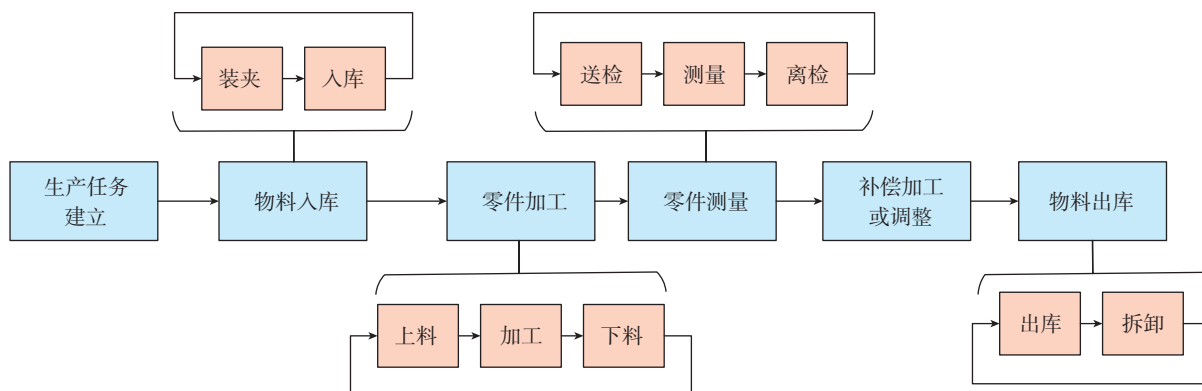 装夹
入库
送检
测量
离检
生产任务
建立
物料入库
零件加工
零件测量
补偿加工
或调整
物料出库
上料
加工
下料
出库
拆卸